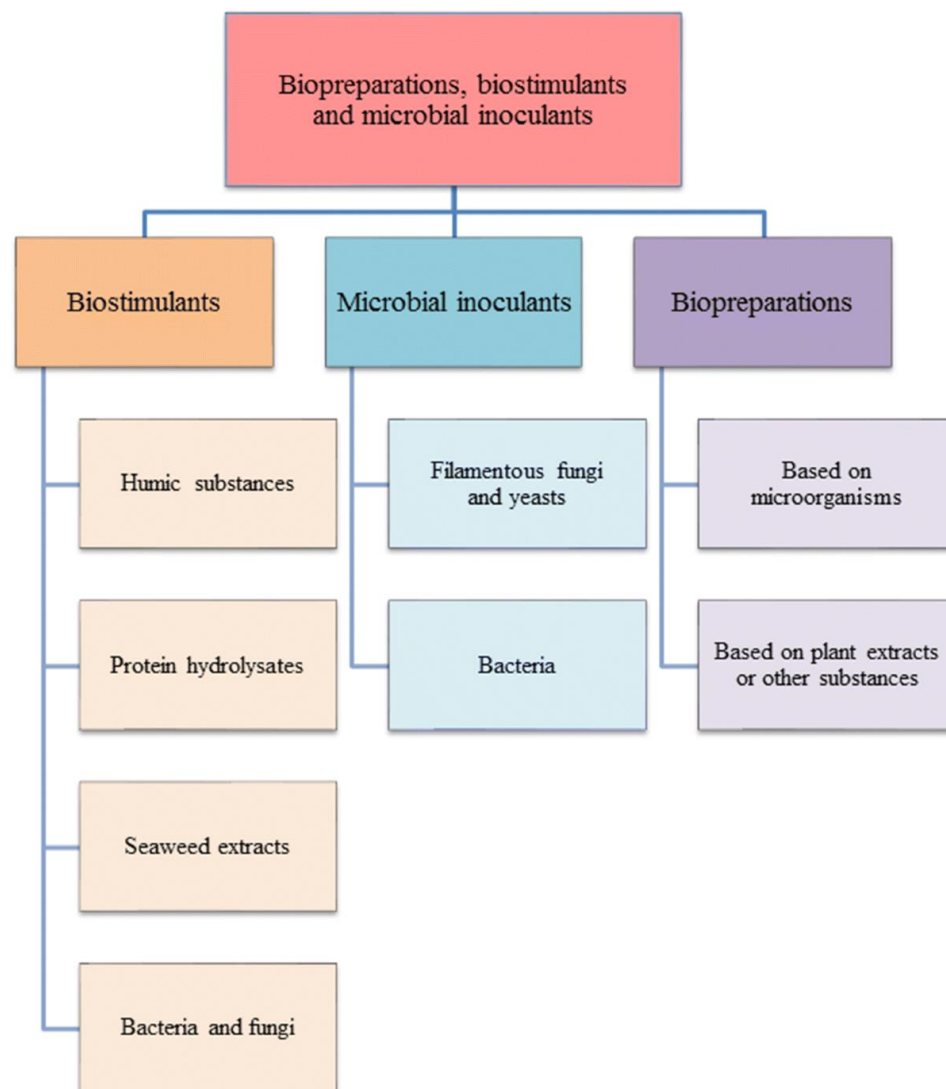 Biopreparations, biostimulants
and microbial inoculants
Biostimulants
Microbial inoculants
Biopreparations
Humic substances
Filamentous fungi
and yeasts
Based on
microorganisms
Protein hydrolysates
Bacteria
Based on plant extracts
or other substances
Seaweed extracts
Bacteria and fungi